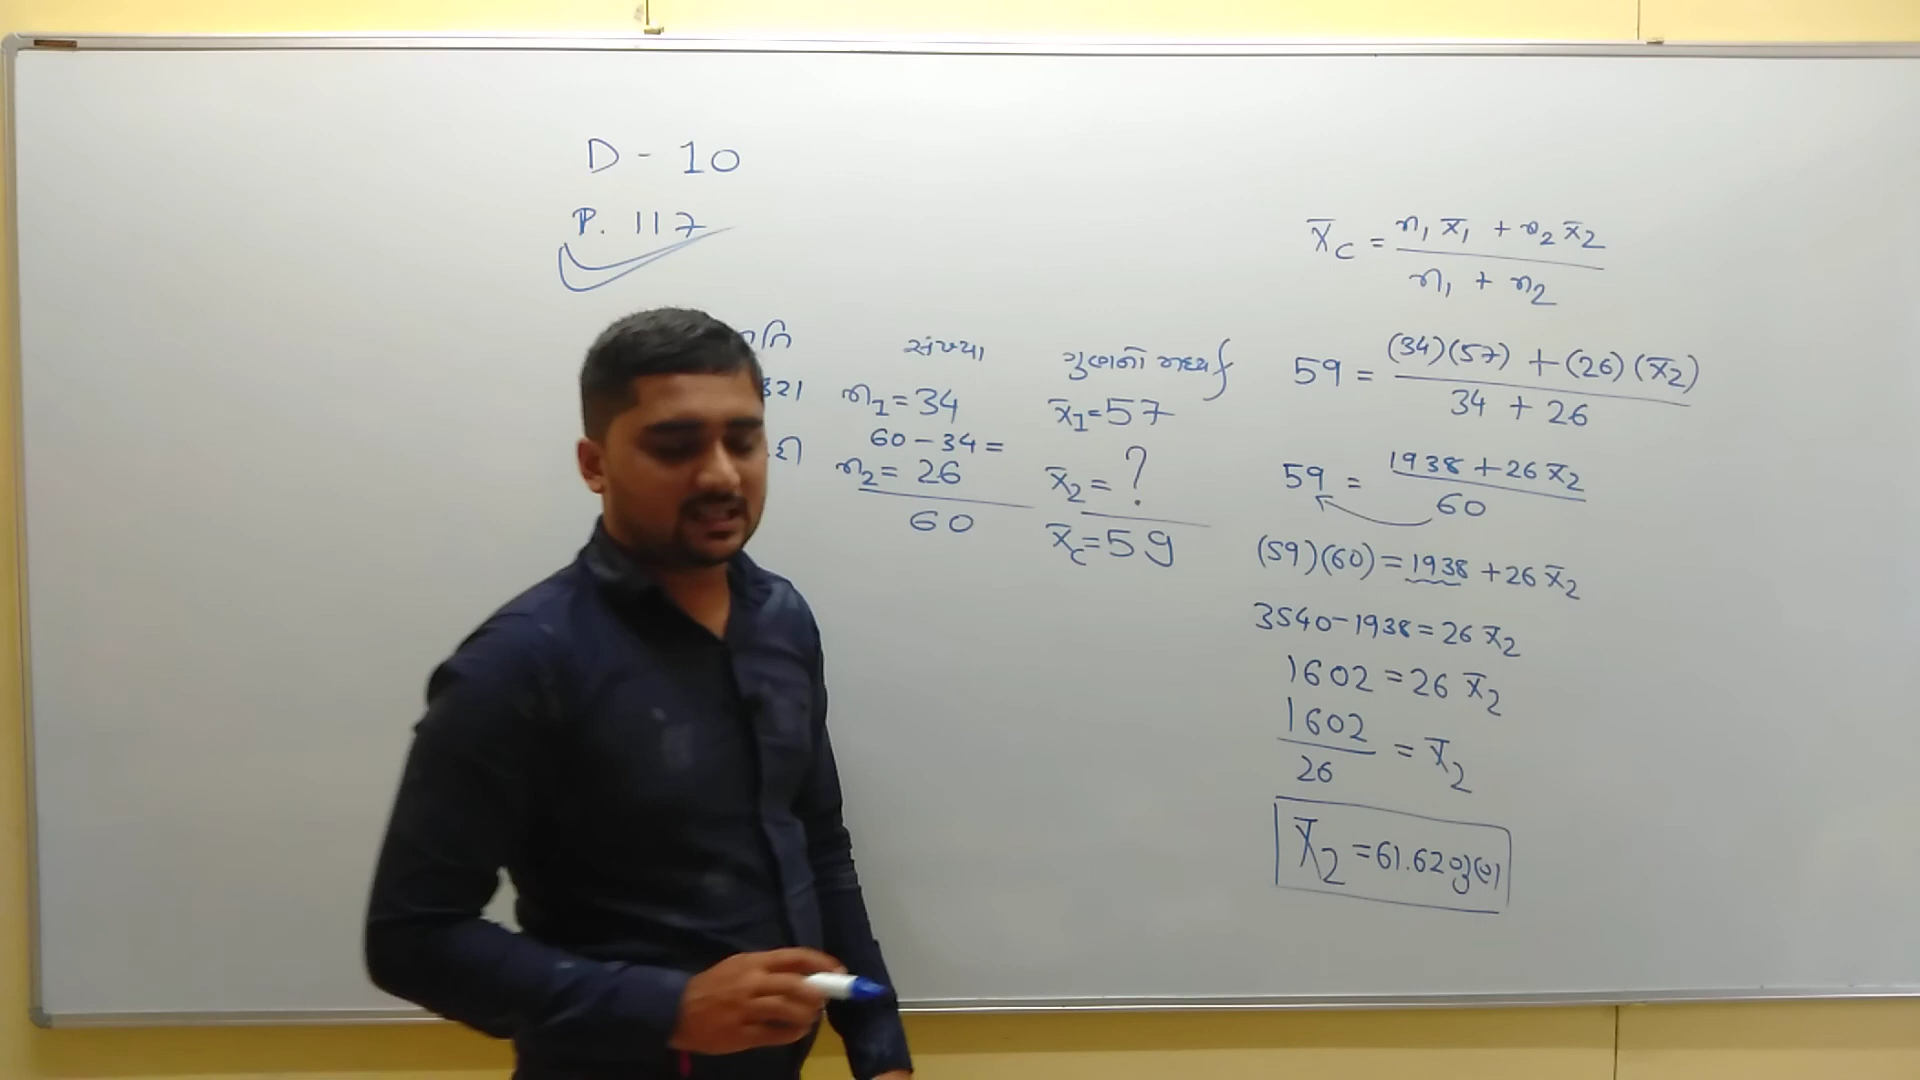 D - 10
P. 117
સંખ્યા ગુણનો મધ્યક
n₁ = 34 x̄₁ = 57
60 - 34 =
n₂ = 26 x̄₂ = ?
60 x̄c = 59
x̄c = (n₁ x̄₁ + n₂ x̄₂) / (n₁ + n₂)
59 = ((34)(57) + (26)(x̄₂)) / (34 + 26)
59 = (1938 + 26 x̄₂) / 60
(59)(60) = 1938 + 26 x̄₂
3540 - 1938 = 26 x̄₂
1602 = 26 x̄₂
1602 / 26 = x̄₂
x̄₂ = 61.62 ગુણ